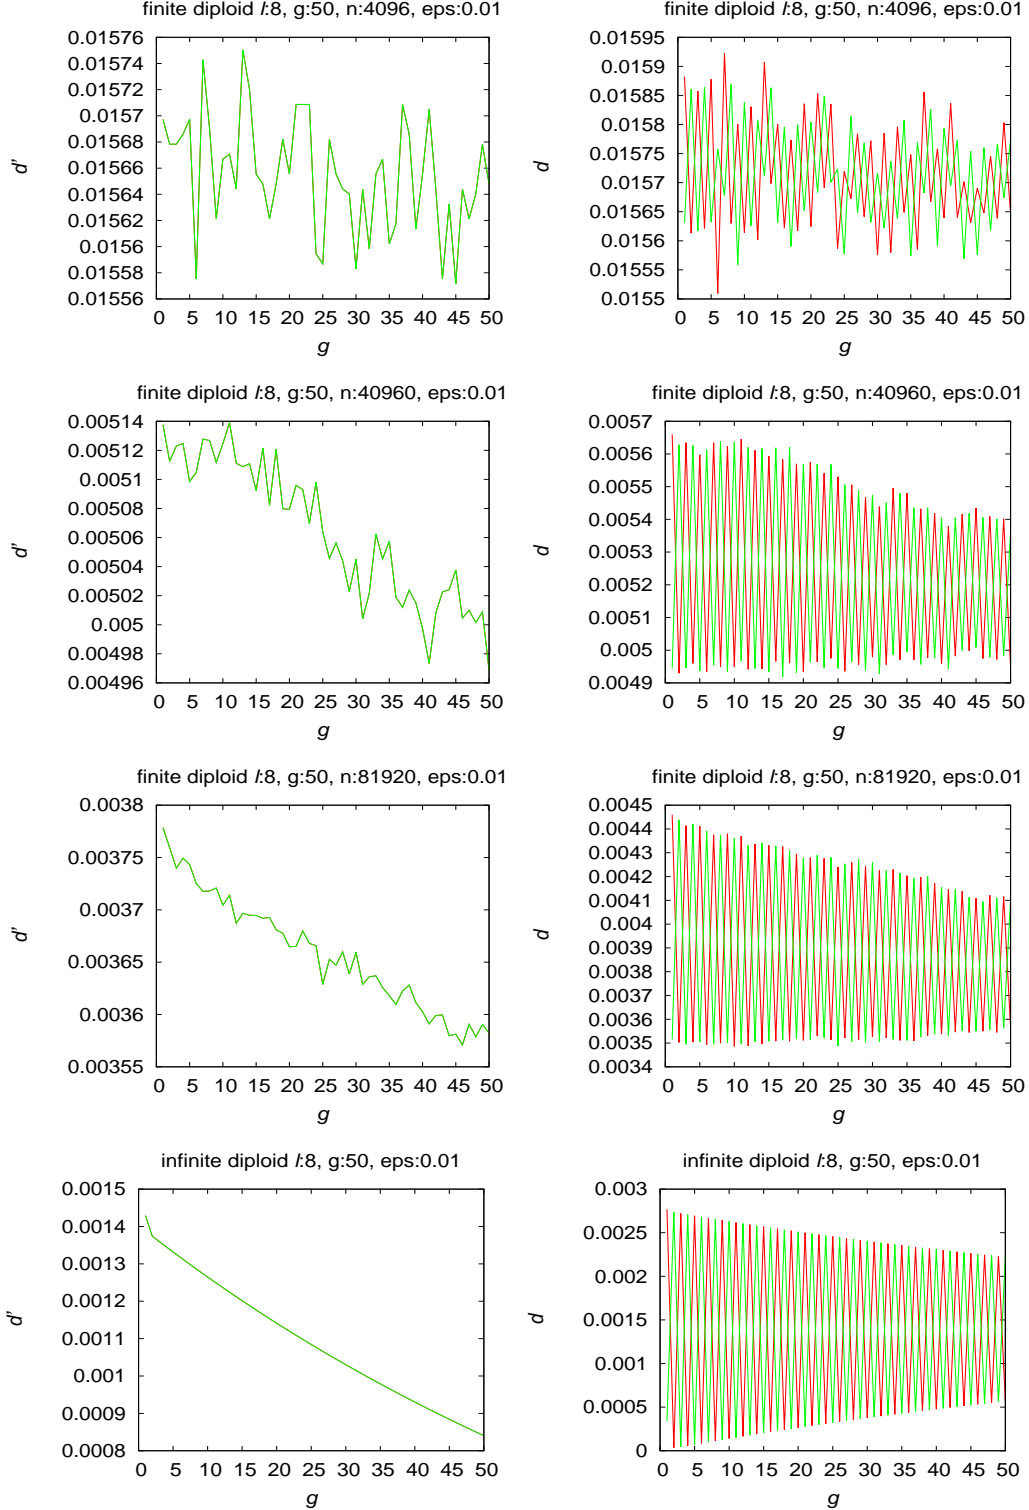 finite diploid l:8, g:50, n:4096, eps:0.01
0.01576
0.01574
0.01572
0.0157
0.01568
0.01566
0.01564
0.01562
0.0156
0.01558
0.01556
d'
0 5 10 15 20 25 30 35 40 45 50
g
finite diploid l:8, g:50, n:4096, eps:0.01
0.01595
0.0159
0.01585
0.0158
0.01575
0.0157
0.01565
0.0156
0.01555
0.0155
d
0 5 10 15 20 25 30 35 40 45 50
g
finite diploid l:8, g:50, n:40960, eps:0.01
0.00514
0.00512
0.0051
0.00508
0.00506
0.00504
0.00502
0.005
0.00498
0.00496
d'
0 5 10 15 20 25 30 35 40 45 50
g
finite diploid l:8, g:50, n:40960, eps:0.01
0.0057
0.0056
0.0055
0.0054
0.0053
0.0052
0.0051
0.005
0.0049
d
0 5 10 15 20 25 30 35 40 45 50
g
finite diploid l:8, g:50, n:81920, eps:0.01
0.0038
0.00375
0.0037
0.00365
0.0036
0.00355
d'
0 5 10 15 20 25 30 35 40 45 50
g
finite diploid l:8, g:50, n:81920, eps:0.01
0.0045
0.0044
0.0043
0.0042
0.0041
0.004
0.0039
0.0038
0.0037
0.0036
0.0035
0.0034
d
0 5 10 15 20 25 30 35 40 45 50
g
infinite diploid l:8, g:50, eps:0.01
0.0015
0.0014
0.0013
0.0012
0.0011
0.001
0.0009
0.0008
d'
0 5 10 15 20 25 30 35 40 45 50
g
infinite diploid l:8, g:50, eps:0.01
0.003
0.0025
0.002
0.0015
0.001
0.0005
0
d
0 5 10 15 20 25 30 35 40 45 50
g